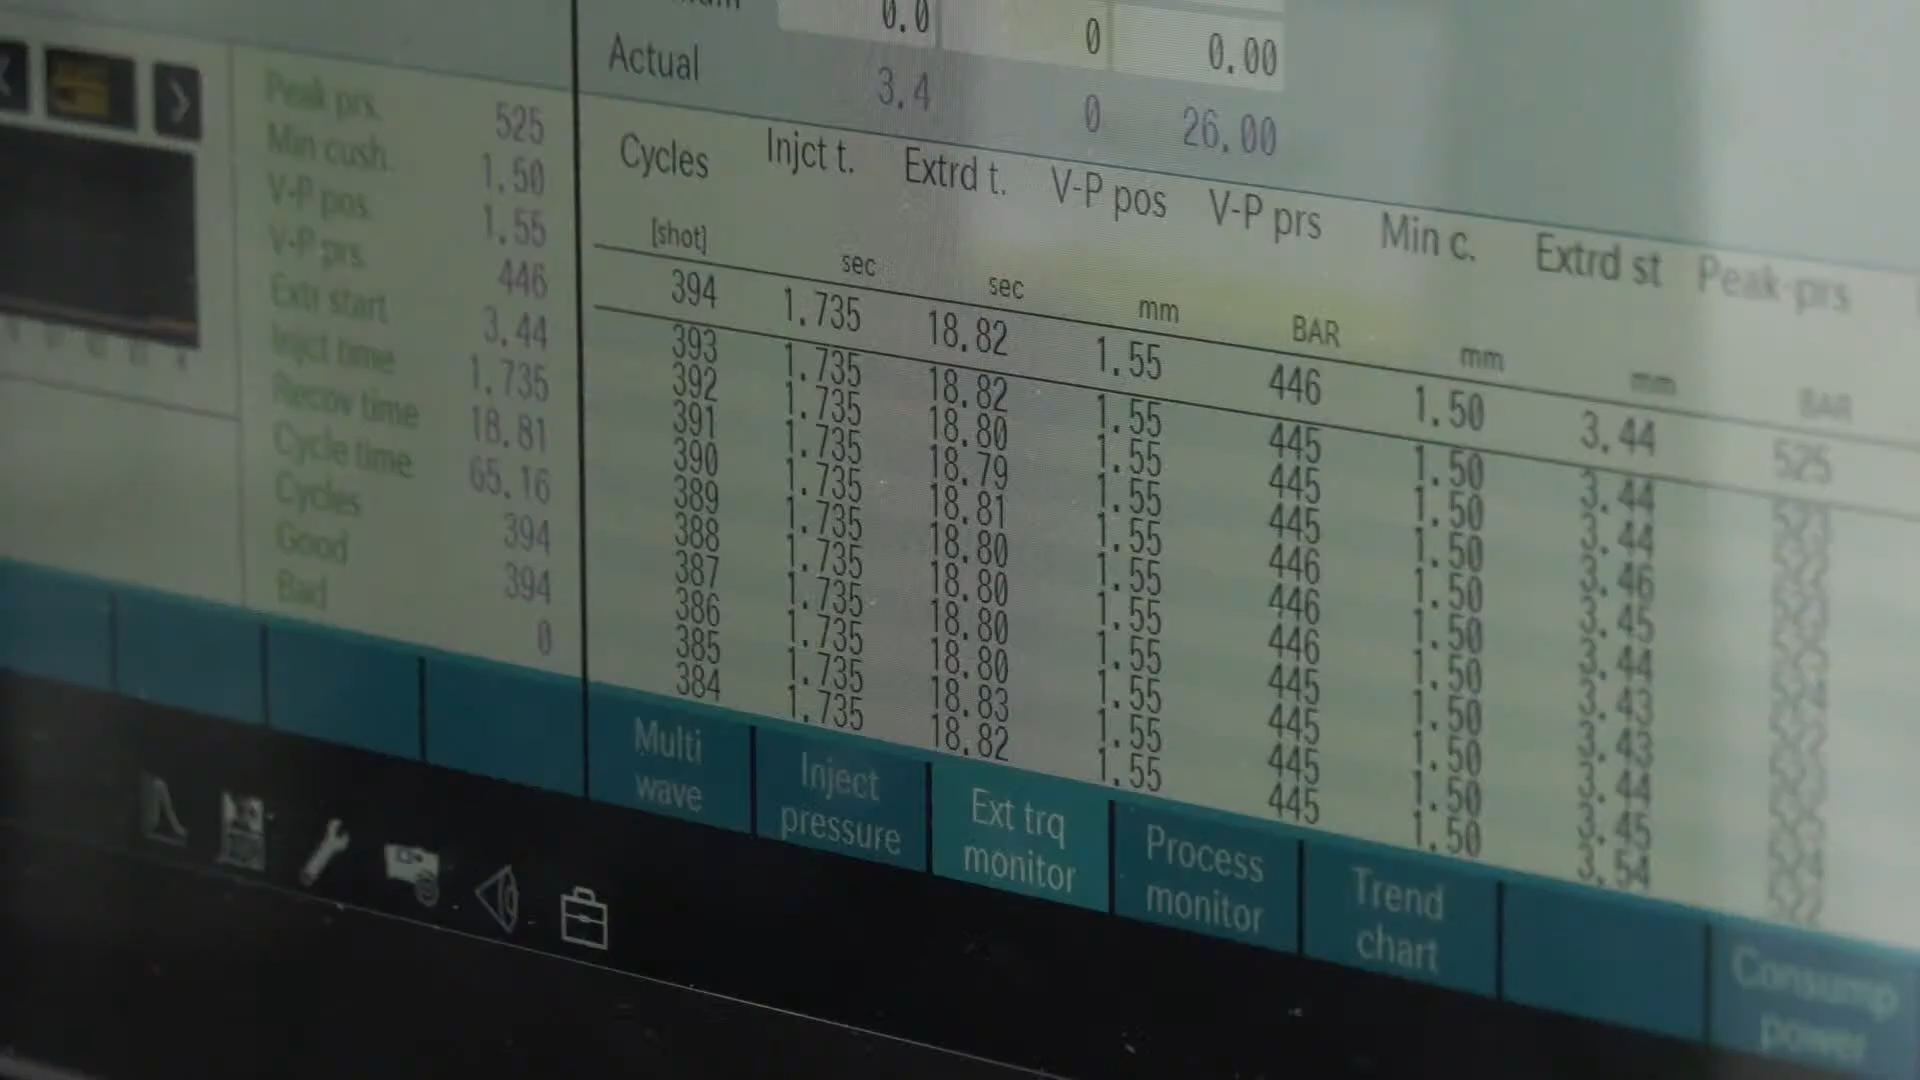 0.0 0 0.00
Actual 3.4 0 26.00
Peak prs. 525
Min cush. 1.50
V-P pos. 1.55
V-P prs. 446
Extr start 3.44
Injct time 1.735
Recov time 18.81
Cycle time 65.16
Cycles 394
Good 394
Bad 0
Cycles Injct t. Extrd t. V-P pos V-P prs Min c. Extrd st Peak-prs
[shot] sec sec mm BAR mm mm BAR
394 1.735 18.82 1.55 446 1.50 3.44 525
393 1.735 18.82 1.55 445 1.50 3.44
392 1.735 18.80 1.55 445 1.50 3.44
391 1.735 18.79 1.55 445 1.50 3.46
390 1.735 18.81 1.55 446 1.50 3.45
389 1.735 18.80 1.55 446 1.50 3.44
388 1.735 18.80 1.55 446 1.50 3.43
387 1.735 18.80 1.55 445 1.50 3.43
386 1.735 18.80 1.55 445 1.50 3.44
385 1.735 18.83 1.55 445 1.50 3.45
384 1.735 18.82 1.55 445 1.50 3.54
Multi
wave
Inject
pressure
Ext trq
monitor
Process
monitor
Trend
chart
Consump
power